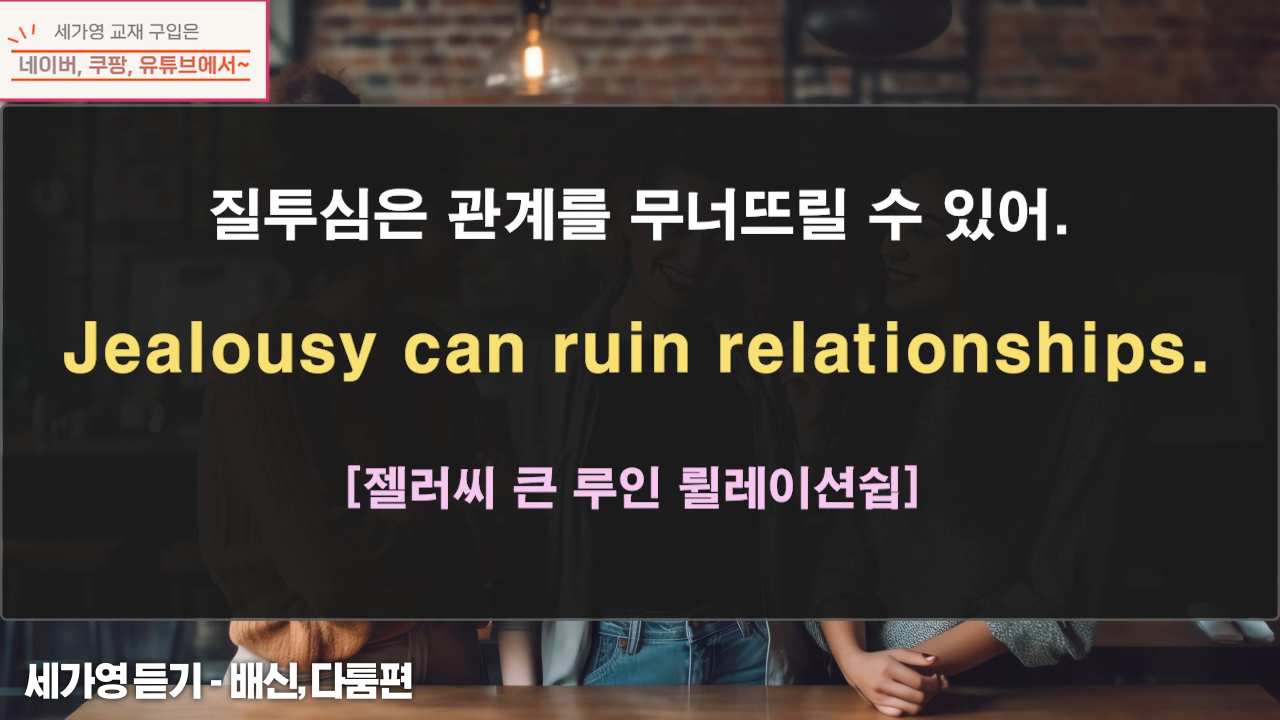 세가영 교재 구입은
네이버, 쿠팡, 유튜브에서~
질투심은 관계를 무너뜨릴 수 있어.
Jealousy can ruin relationships.
[젤러씨 큰 루인 륄레이션쉽]
세가영 듣기 - 배신, 다툼편